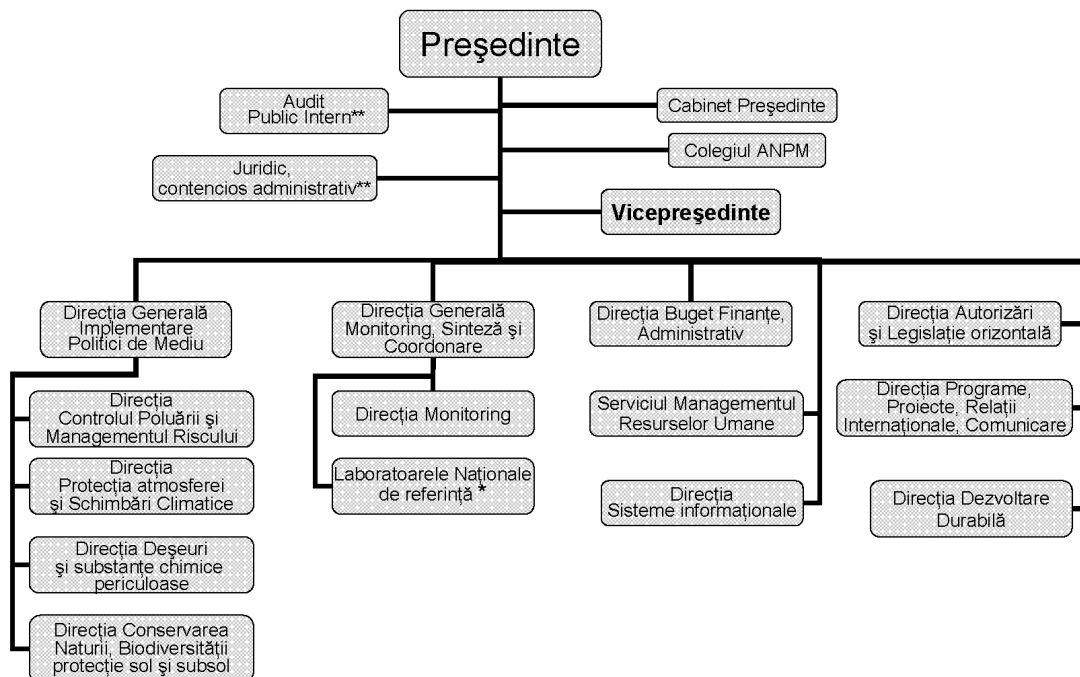 Preşedinte
Audit
Public Intern**
Cabinet Preşedinte
Colegiul ANPM
Juridic,
contencios administrativ**
Vicepreşedinte
Direcţia Generală
Implementare
Politici de Mediu
Direcţia
Controlul Poluării şi
Managementul Riscului
Direcţia
Protecţia atmosferei
şi Schimbări Climatice
Direcţia Deşeuri
şi substanţe chimice
periculoase
Direcţia Conservarea
Naturii, Biodiversităţii
protecţie sol şi subsol
Direcţia Generală
Monitoring, Sinteză şi
Coordonare
Direcţia Monitoring
Laboratoarele Naţionale
de referinţă *
Direcţia Buget Finanţe,
Administrativ
Serviciul Managementul
Resurselor Umane
Direcţia
Sisteme informaţionale
Direcţia Autorizări
şi Legislaţie orizontală
Direcţia Programe,
Proiecte, Relaţii
Internaţionale, Comunicare
Direcţia Dezvoltare
Durabilă